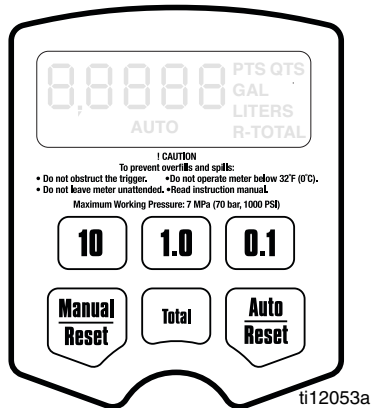 8,8888 PTS QTS
GAL
LITERS
AUTO R-TOTAL
! CAUTION
To prevent overfills and spills:
• Do not obstruct the trigger. •Do not operate meter below 32˚F (0˚C).
• Do not leave meter unattended. •Read instruction manual.
Maximum Working Pressure: 7 MPa (70 bar, 1000 PSI)
10 1.0 0.1
Manual
Reset
Total
Auto
Reset
ti12053a